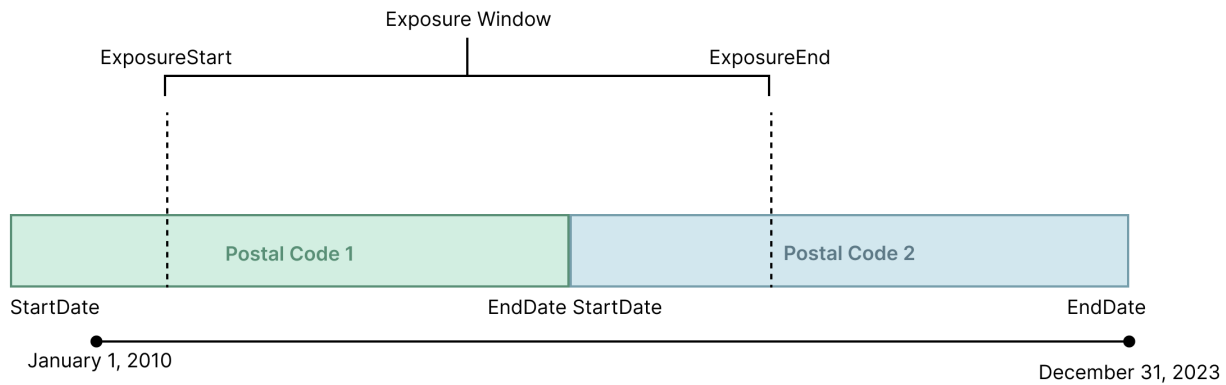 Exposure Window
ExposureStart
ExposureEnd
Postal Code 1
Postal Code 2
StartDate
EndDate StartDate
EndDate
January 1, 2010
December 31, 2023